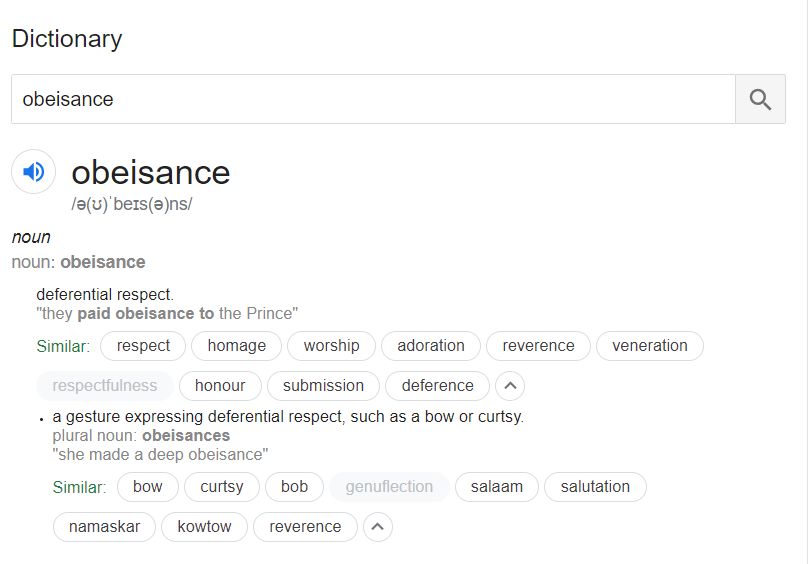 Dictionary
obeisance
obeisance
/ə(ʊ)ˈbeɪs(ə)ns/
noun
noun: obeisance
deferential respect.
"they paid obeisance to the Prince"
Similar: respect homage worship adoration reverence veneration
respectfulness honour submission deference
• a gesture expressing deferential respect, such as a bow or curtsy.
plural noun: obeisances
"she made a deep obeisance"
Similar: bow curtsy bob genuflection salaam salutation
namaskar kowtow reverence